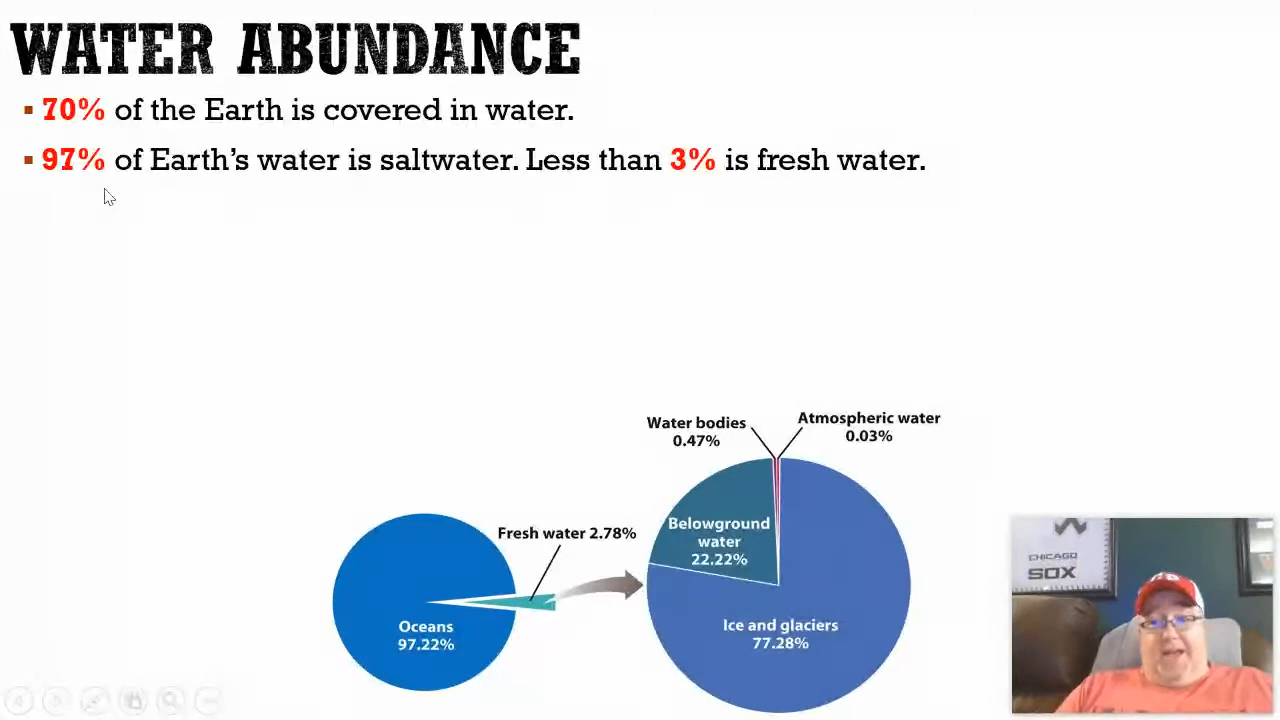 WATER ABUNDANCE
▪ 70% of the Earth is covered in water.
▪ 97% of Earth's water is saltwater. Less than 3% is fresh water.
Water bodies
0.47%
Atmospheric water
0.03%
Fresh water 2.78%
Belowground
water
22.22%
Oceans
97.22%
Ice and glaciers
77.28%
CHICAGO
SOX